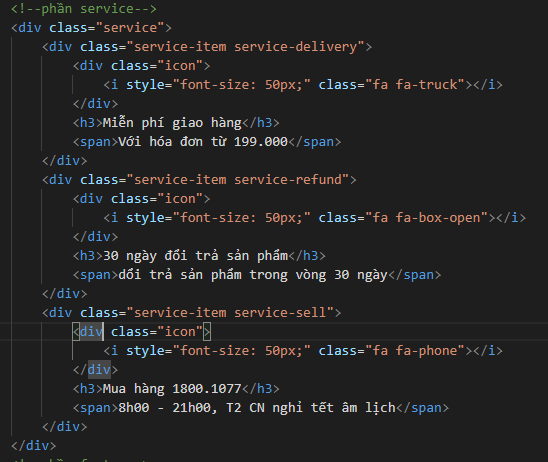 <!--phần service-->
<div class="service">
    <div class="service-item service-delivery">
        <div class="icon">
            <i style="font-size: 50px;" class="fa fa-truck"></i>
        </div>
        <h3>Miễn phí giao hàng</h3>
        <span>Với hóa đơn từ 199.000</span>
    </div>
    <div class="service-item service-refund">
        <div class="icon">
            <i style="font-size: 50px;" class="fa fa-box-open"></i>
        </div>
        <h3>30 ngày đổi trả sản phẩm</h3>
        <span>dổi trả sản phẩm trong vòng 30 ngày</span>
    </div>
    <div class="service-item service-sell">
        <div class="icon">
            <i style="font-size: 50px;" class="fa fa-phone"></i>
        </div>
        <h3>Mua hàng 1800.1077</h3>
        <span>8h00 - 21h00, T2 CN nghỉ tết âm lịch</span>
    </div>
</div>